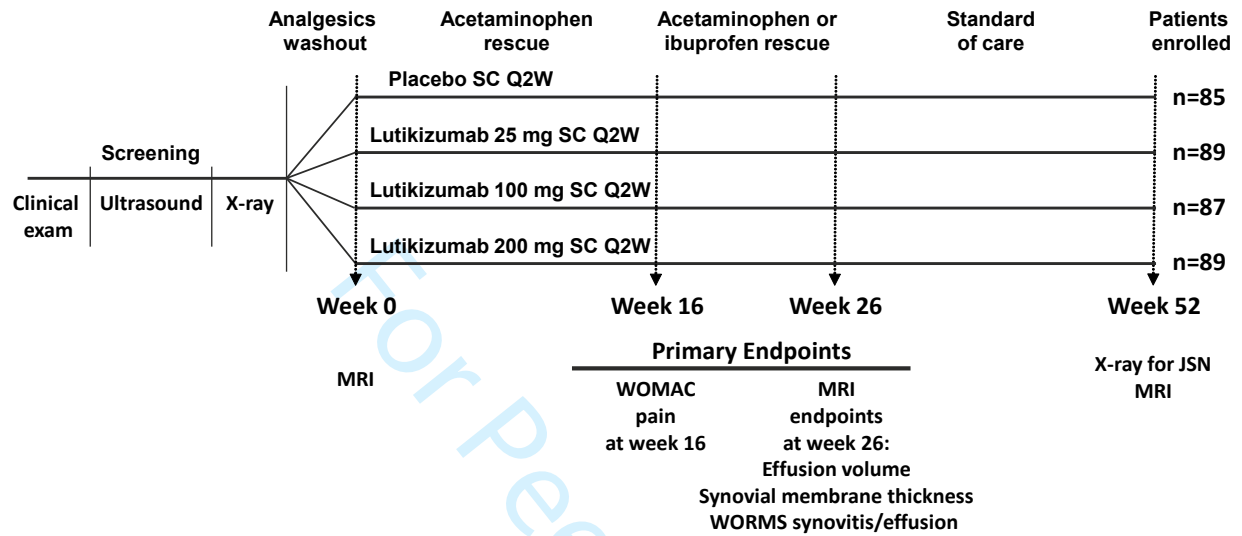 Analgesics washout
Acetaminophen rescue
Acetaminophen or ibuprofen rescue
Standard of care
Patients enrolled
Placebo SC Q2W
n=85
Lutikizumab 25 mg SC Q2W
n=89
Lutikizumab 100 mg SC Q2W
n=87
Lutikizumab 200 mg SC Q2W
n=89
Screening
Clinical exam
Ultrasound
X-ray
Week 0
Week 16
Week 26
Week 52
MRI
Primary Endpoints
WOMAC
pain
at week 16
MRI
endpoints
at week 26:
Effusion volume
Synovial membrane thickness
WORMS synovitis/effusion
X-ray for JSN
MRI
For Pee